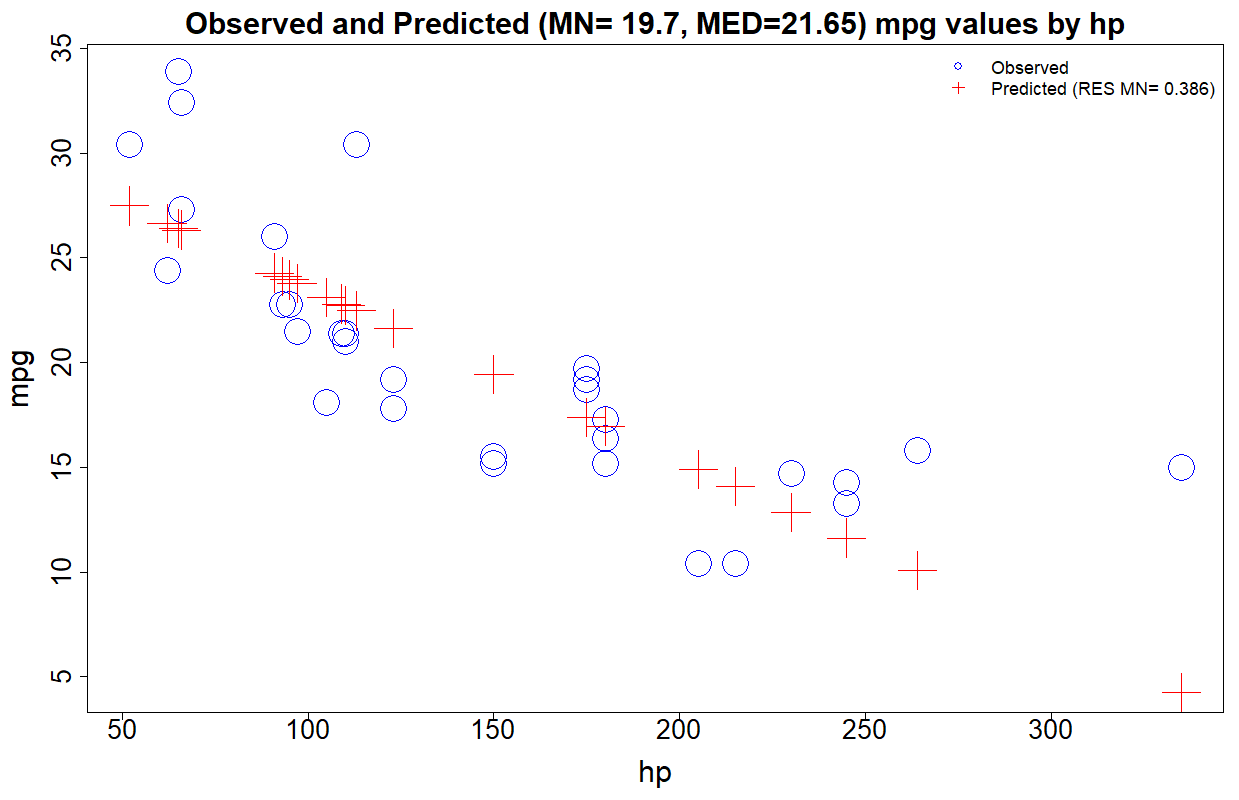 Observed and Predicted (MN= 19.7, MED=21.65) mpg values by hp
Observed
Predicted (RES MN= 0.386)
35
30
25
20
15
10
5
mpg
50 100 150 200 250 300
hp